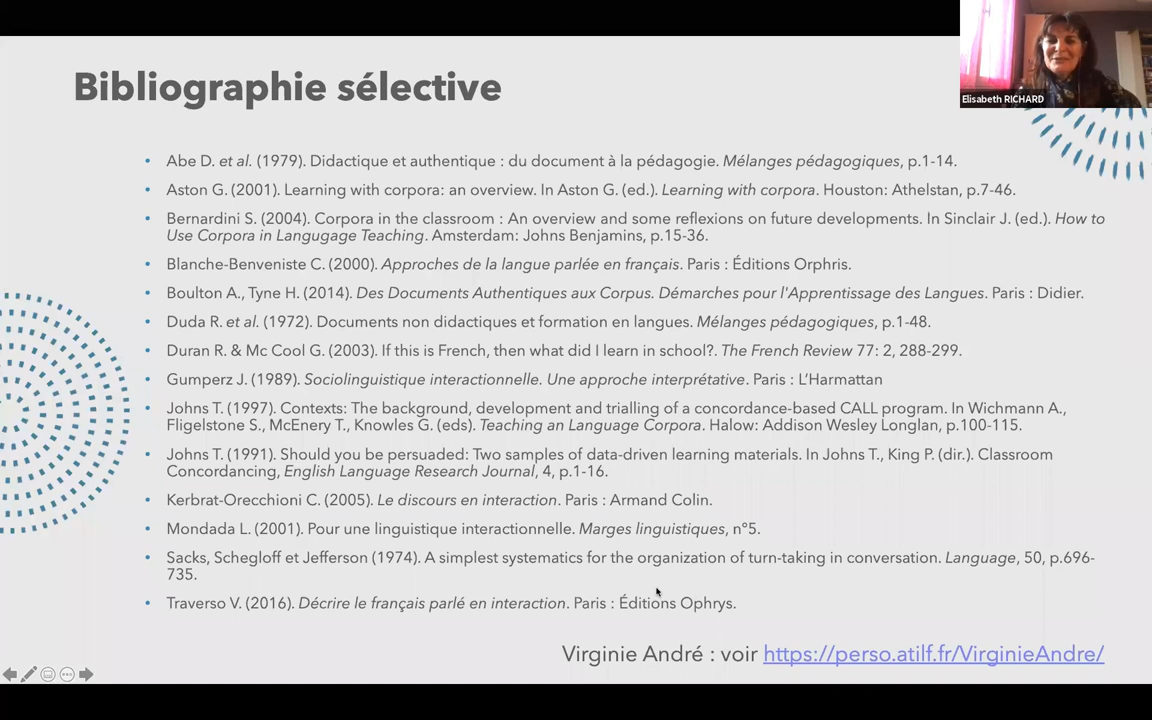 Bibliographie sélective
Elisabeth RICHARD
• Abe D. et al. (1979). Didactique et authentique : du document à la pédagogie. Mélanges pédagogiques, p.1-14.
• Aston G. (2001). Learning with corpora: an overview. In Aston G. (ed.). Learning with corpora. Houston: Athelstan, p.7-46.
• Bernardini S. (2004). Corpora in the classroom : An overview and some reflexions on future developments. In Sinclair J. (ed.). How to
Use Corpora in Langugage Teaching. Amsterdam: Johns Benjamins, p.15-36.
• Blanche-Benveniste C. (2000). Approches de la langue parlée en français. Paris : Éditions Orphris.
• Boulton A., Tyne H. (2014). Des Documents Authentiques aux Corpus. Démarches pour l'Apprentissage des Langues. Paris : Didier.
• Duda R. et al. (1972). Documents non didactiques et formation en langues. Mélanges pédagogiques, p.1-48.
• Duran R. & Mc Cool G. (2003). If this is French, then what did I learn in school?. The French Review 77: 2, 288-299.
• Gumperz J. (1989). Sociolinguistique interactionnelle. Une approche interprétative. Paris : L’Harmattan
• Johns T. (1997). Contexts: The background, development and trialling of a concordance-based CALL program. In Wichmann A.,
Fligelstone S., McEnery T., Knowles G. (eds). Teaching an Language Corpora. Halow: Addison Wesley Longlan, p.100-115.
• Johns T. (1991). Should you be persuaded: Two samples of data-driven learning materials. In Johns T., King P. (dir.). Classroom
Concordancing, English Language Research Journal, 4, p.1-16.
• Kerbrat-Orecchioni C. (2005). Le discours en interaction. Paris : Armand Colin.
• Mondada L. (2001). Pour une linguistique interactionnelle. Marges linguistiques, n°5.
• Sacks, Schegloff et Jefferson (1974). A simplest systematics for the organization of turn-taking in conversation. Language, 50, p.696-
735.
• Traverso V. (2016). Décrire le français parlé en interaction. Paris : Éditions Ophrys.
Virginie André : voir https://perso.atilf.fr/VirginieAndre/